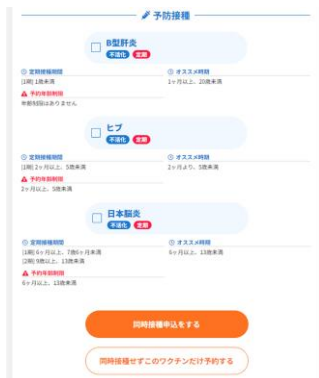 予防接種
B型肝炎
不活化 定期
定期接種期間
[1期] 1歳未満
オススメ時期
1ヶ月以上、20歳未満
予約年齢制限
年齢制限はありません
ヒブ
不活化 定期
定期接種期間
[1期] 2ヶ月以上、5歳未満
オススメ時期
2ヶ月より、5歳未満
予約年齢制限
2ヶ月以上、5歳未満
日本脳炎
不活化 定期
定期接種期間
[1期] 6ヶ月以上、7歳6ヶ月未満
[2期] 9歳以上、13歳未満
オススメ時期
6ヶ月以上、13歳未満
予約年齢制限
6ヶ月以上、13歳未満
同時接種申込をする
同時接種せずこのワクチンだけ予約する